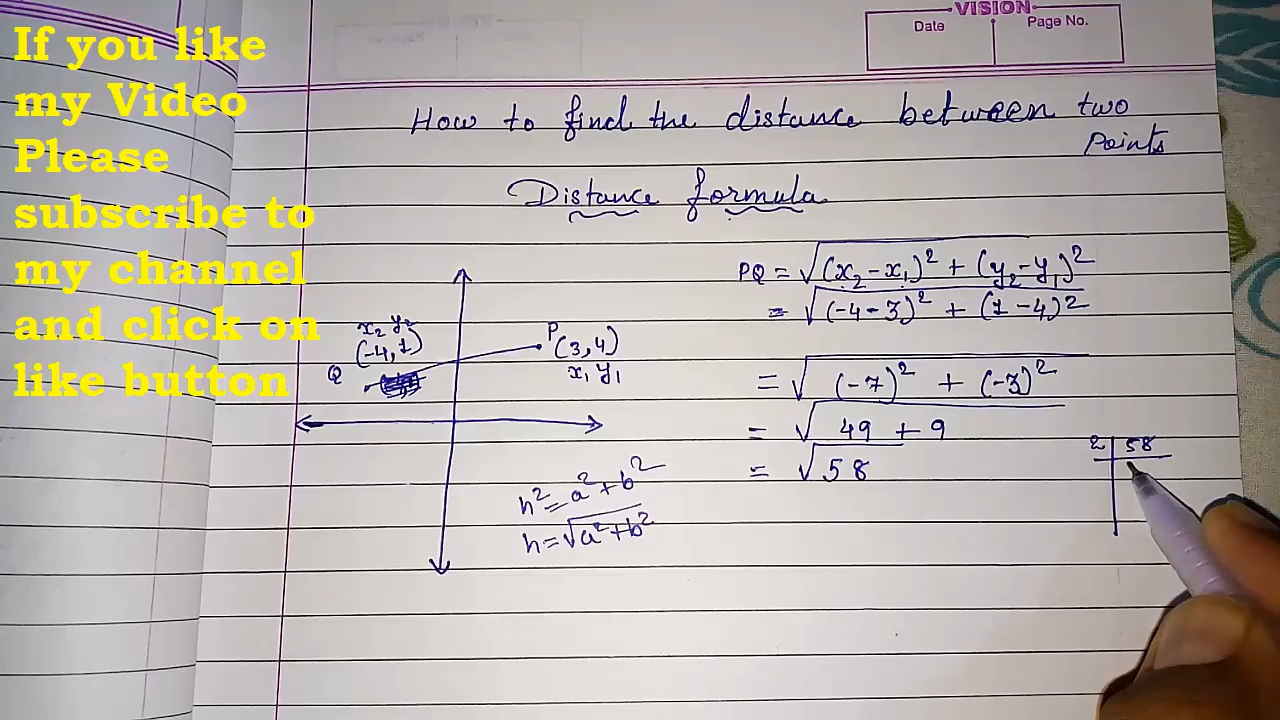 If you like
my Video
Please
subscribe to
my channel
and click on
like button
VISION
Date
Page No.
How to find the distance between two
Points
Distance formula
x₂ y₂
(-4,1)
Q
P(3,4)
x₁ y₁
h² = a² + b²
h = √a² + b²
PQ = √(x₂ - x₁)² + (y₂ - y₁)²
= √(-4-3)² + (1-4)2
= √(-7)² + (-3)²
= √49 + 9
= √58
2 | 58